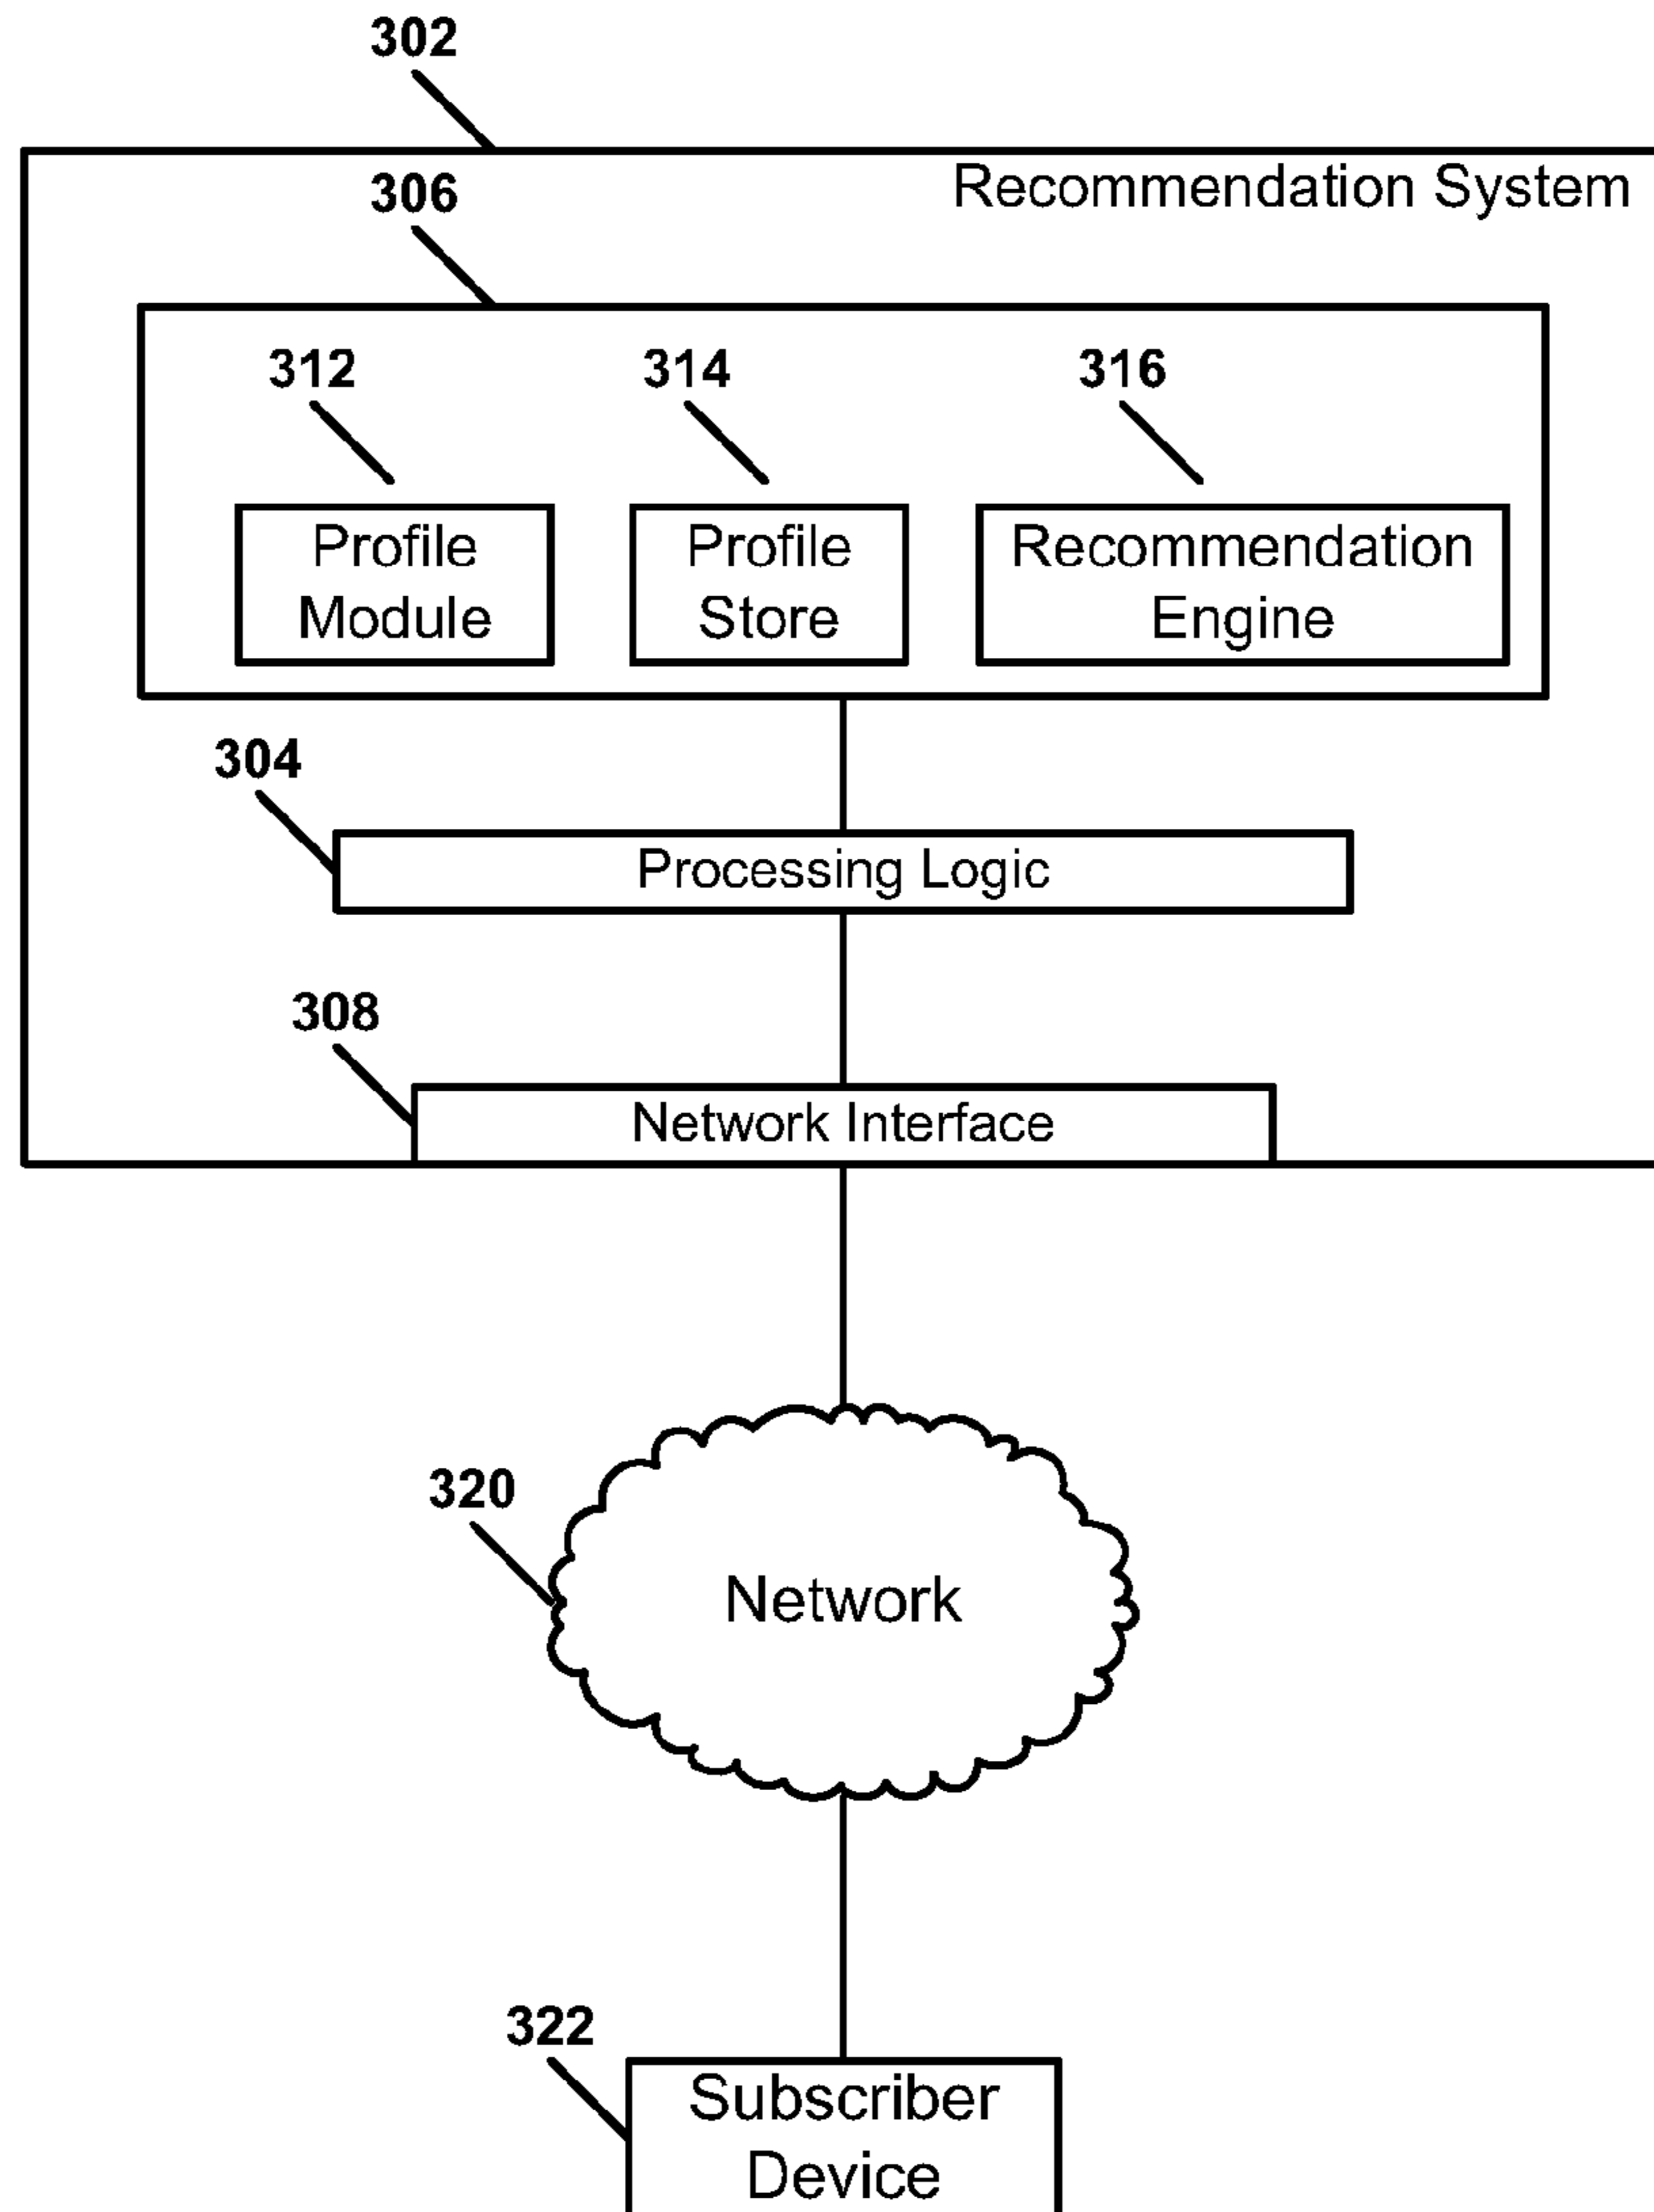 302
Recommendation System
306
312
314
316
Profile
Module
Profile
Store
Recommendation
Engine
304
Processing Logic
308
Network Interface
320
Network
322
Subscriber
Device